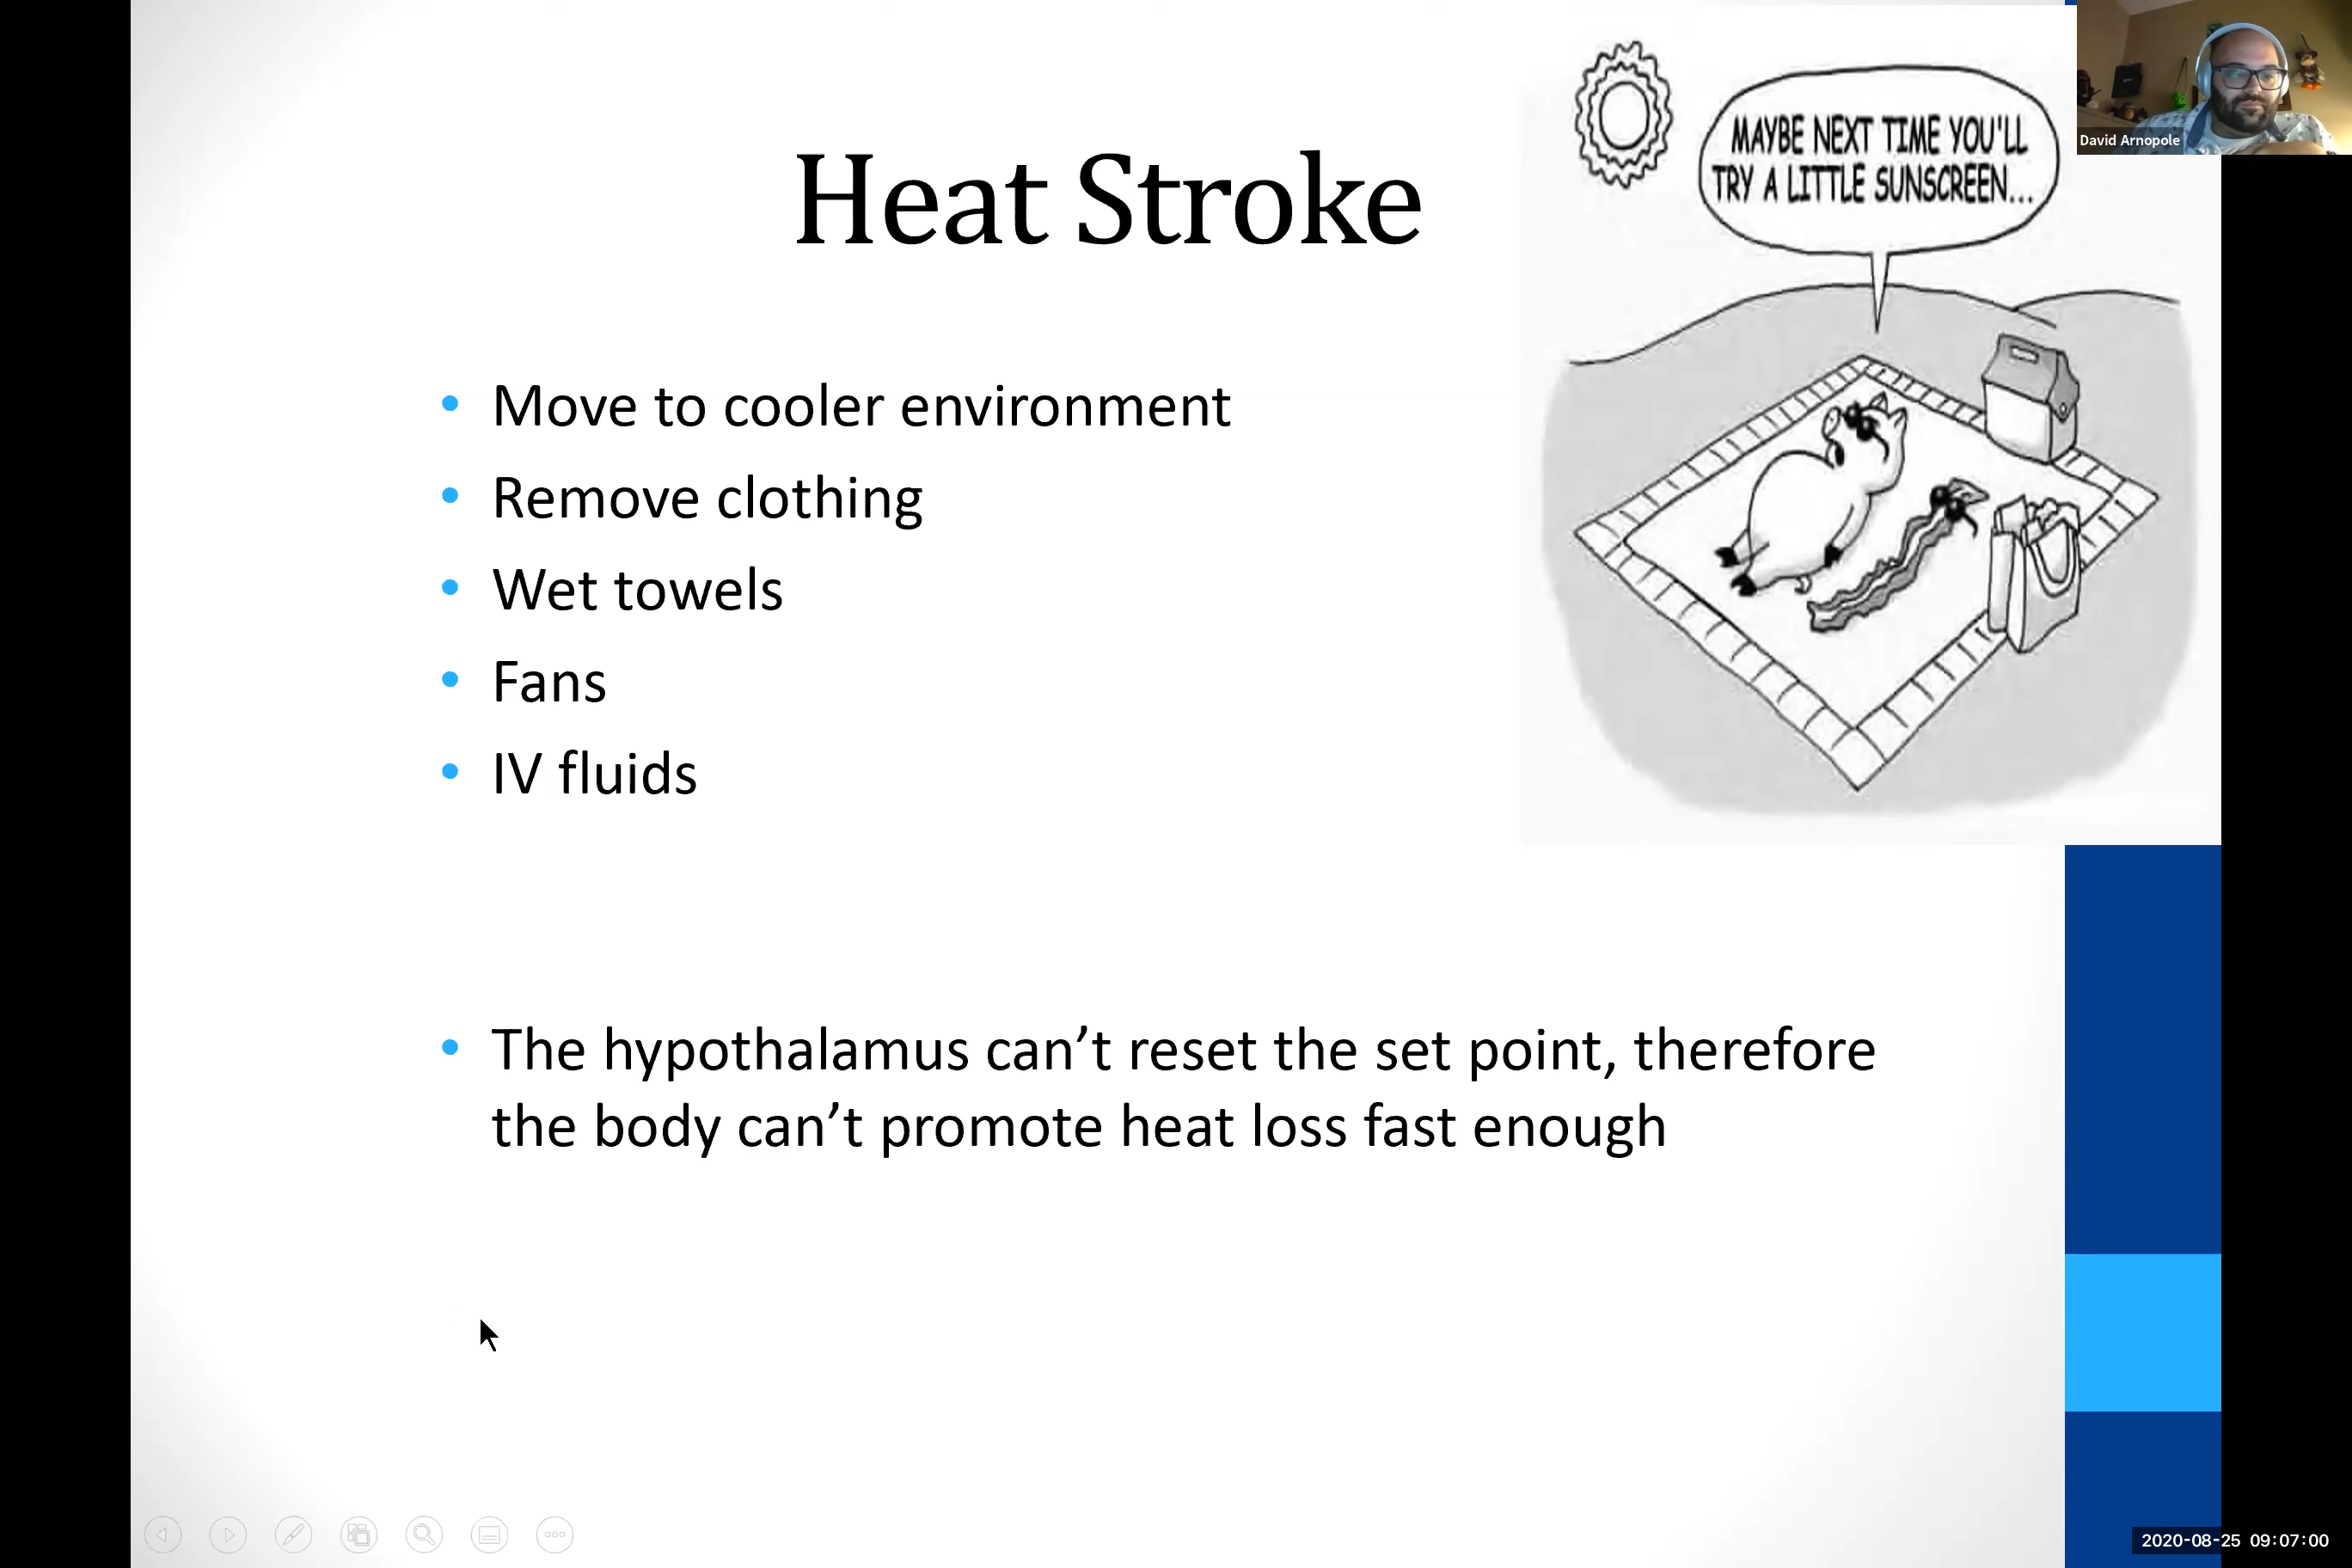 Heat Stroke
MAYBE NEXT TIME YOU'LL
TRY A LITTLE SUNSCREEN...
David Arnopole
• Move to cooler environment
• Remove clothing
• Wet towels
• Fans
• IV fluids
• The hypothalamus can’t reset the set point, therefore
the body can’t promote heat loss fast enough
2020-08-25 09:07:00